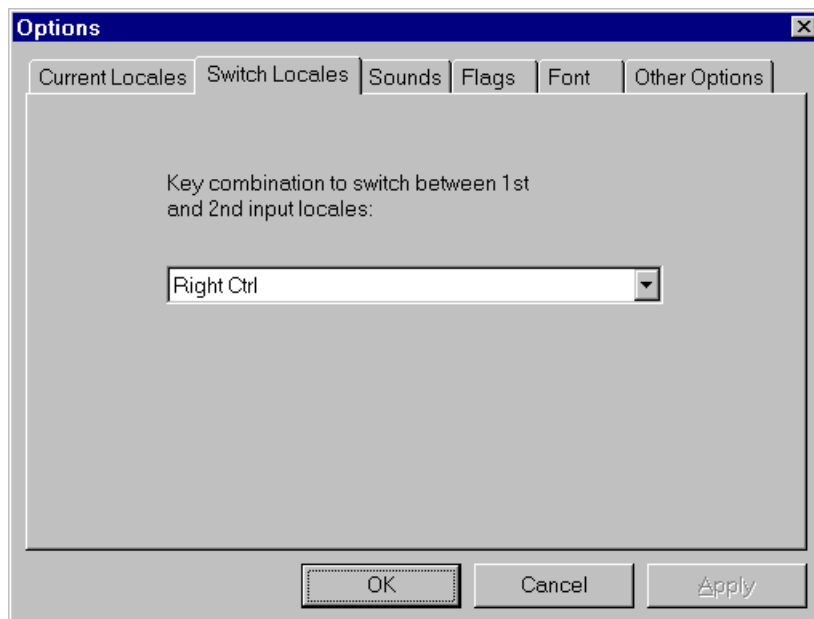 Options
Current Locales Switch Locales Sounds Flags Font Other Options
Key combination to switch between 1st
and 2nd input locales:
Right Ctrl
OK Cancel Apply